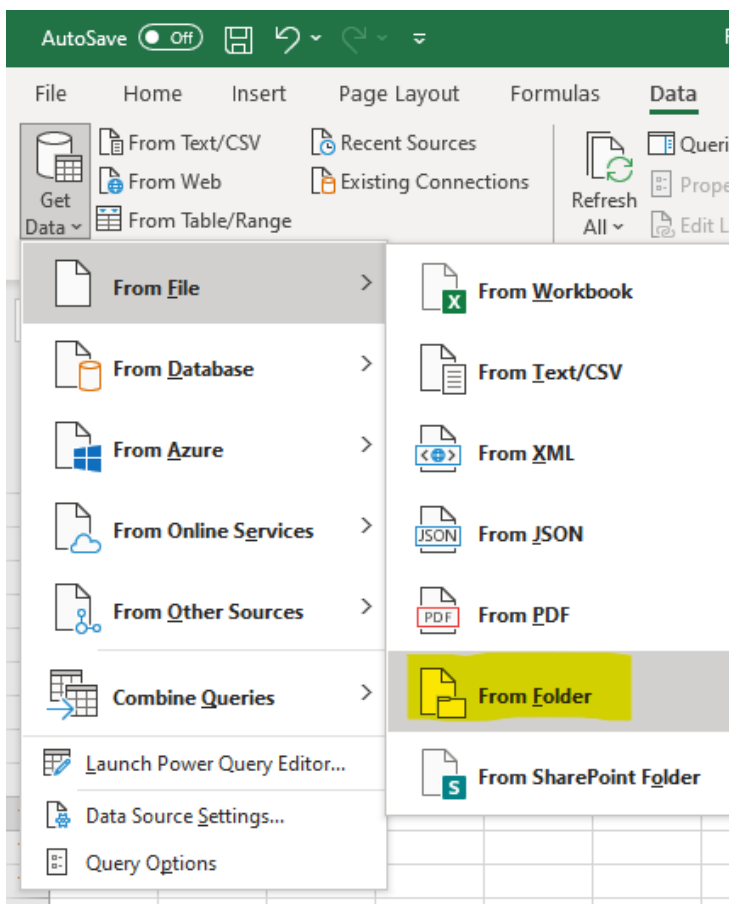 AutoSave Off
File Home Insert Page Layout Formulas Data
From Text/CSV Recent Sources
From Web Existing Connections
From Table/Range
Get
Data
Refresh
All
From File
From Database
From Azure
From Online Services
From Other Sources
Combine Queries
Launch Power Query Editor...
Data Source Settings...
Query Options
X From Workbook
From Text/CSV
From XML
JSON From JSON
PDF From PDF
From Folder
S From SharePoint Folder